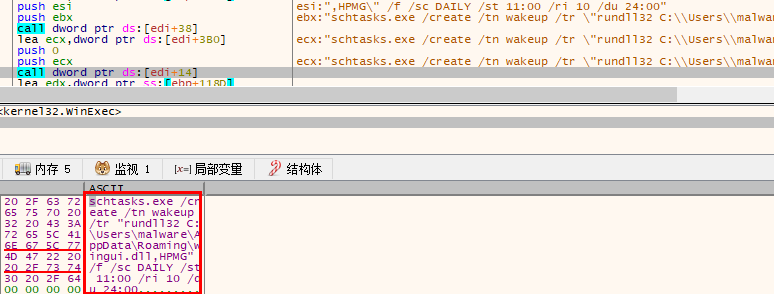 push esi esi:",HPMG\" /f /sc DAILY /st 11:00 /ri 10 /du 24:00"
push ebx ebx:"schtasks.exe /create /tn wakeup /tr \"rundll32 C:\\Users\\malware
call dword ptr ds:[edi+38]
lea ecx,dword ptr ds:[edi+3B0] ecx:"schtasks.exe /create /tn wakeup /tr \"rundll32 C:\\Users\\malware
push 0
push ecx ecx:"schtasks.exe /create /tn wakeup /tr \"rundll32 C:\\Users\\malware
call dword ptr ds:[edi+14]
lea edx,dword ptr ss:[ebp+118D]
<kernel32.WinExec>
内存 5 监视 1 [x=] 局部变量 结构体
ASCII
20 2F 63 72 schtasks.exe /cr
65 75 70 20 eate /tn wakeup
32 20 43 3A /tr "rundll32 C:
72 65 5C 41 \Users\malware\A
6E 67 5C 77 ppData\Roaming\w
4D 47 22 20 ingui.dll,HPMG"
20 2F 73 74 /f /sc DAILY /st
30 20 2F 64 11:00 /ri 10 /d
00 00 00 00 u 24:00.........